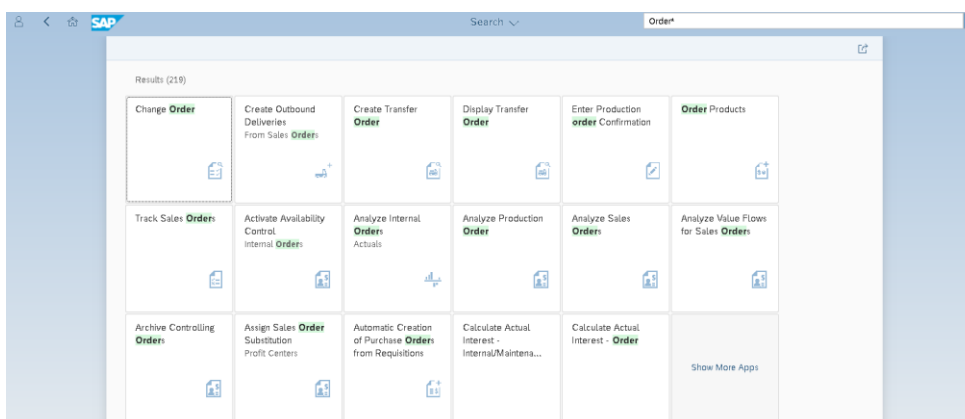 SAP
Search
Order*
Results (219)
Change Order
Create Outbound
Deliveries
From Sales Orders
Create Transfer
Order
Display Transfer
Order
Enter Production
order Confirmation
Order Products
Track Sales Orders
Activate Availability
Control
Internal Orders
Analyze Internal
Orders
Actuals
Analyze Production
Order
Analyze Sales
Orders
Analyze Value Flows
for Sales Orders
Archive Controlling
Orders
Assign Sales Order
Substitution
Profit Centers
Automatic Creation
of Purchase Orders
from Requisitions
Calculate Actual
Interest -
Internal/Maintena...
Calculate Actual
Interest - Order
Show More Apps